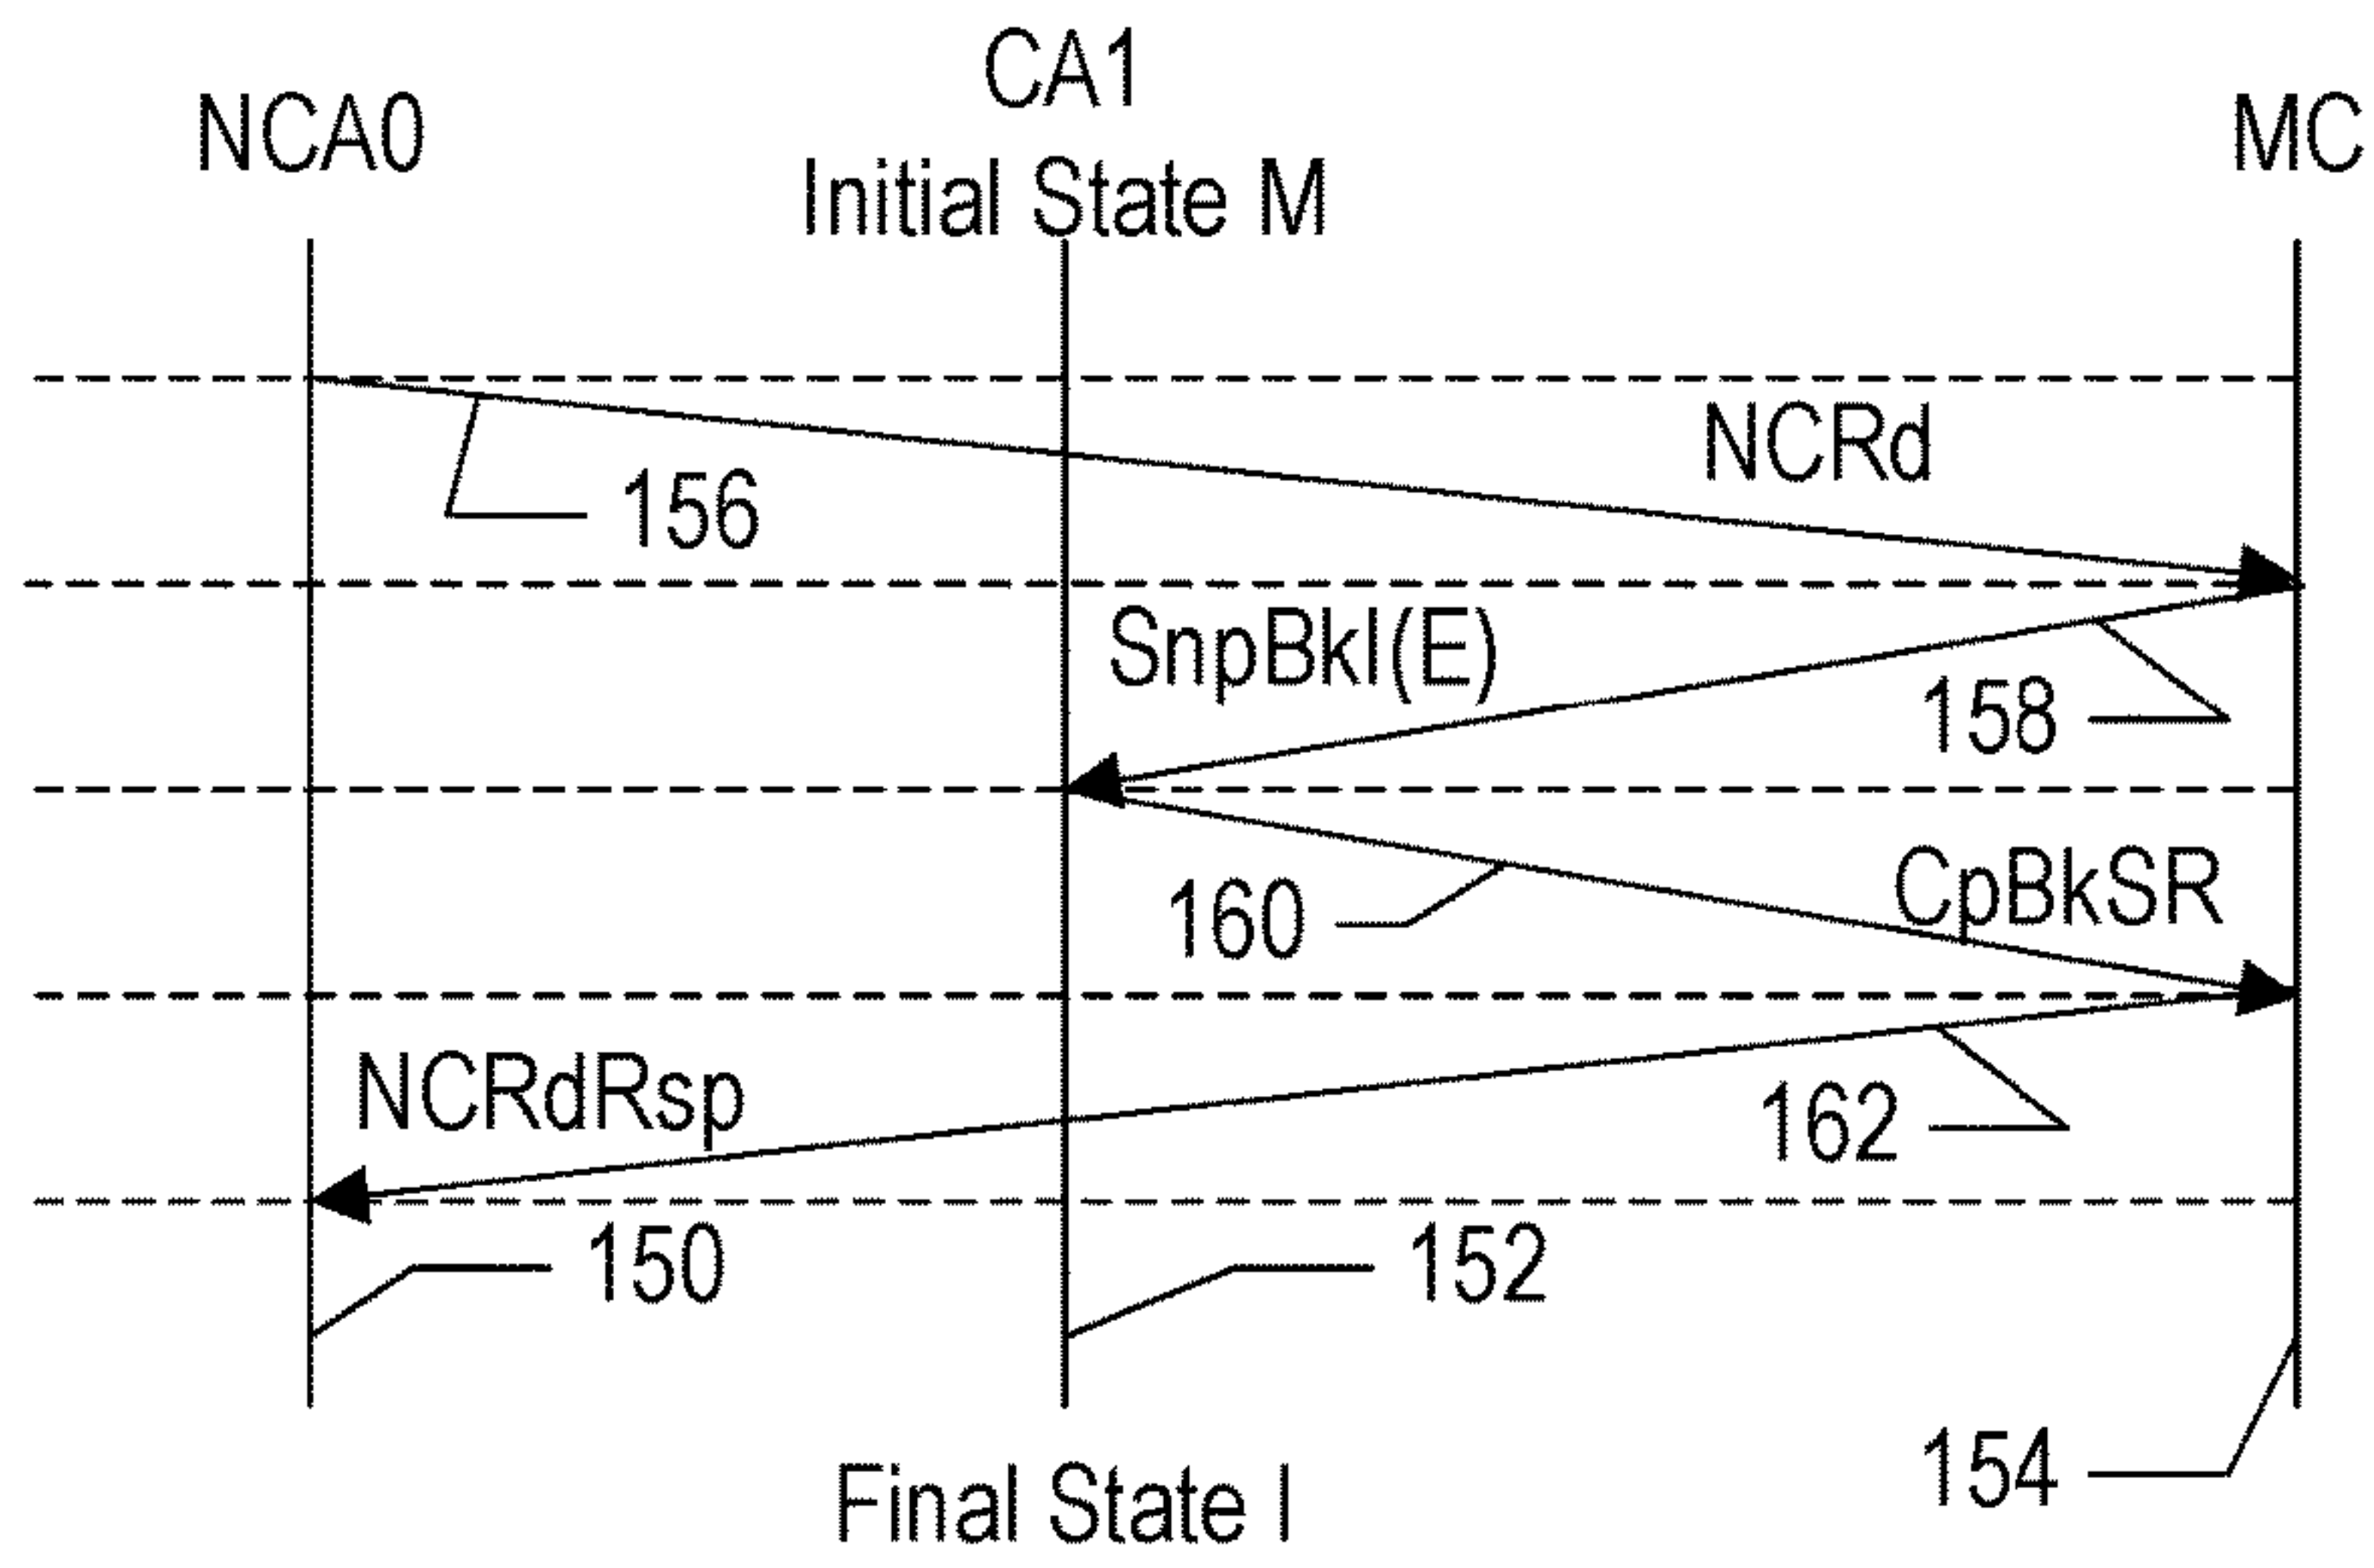 CA1
NCA0
MC
Initial State M
NCRd
156
SnpBkI(E)
158
CpBkSR
160
NCRdRsp
162
150
152
154
Final State I